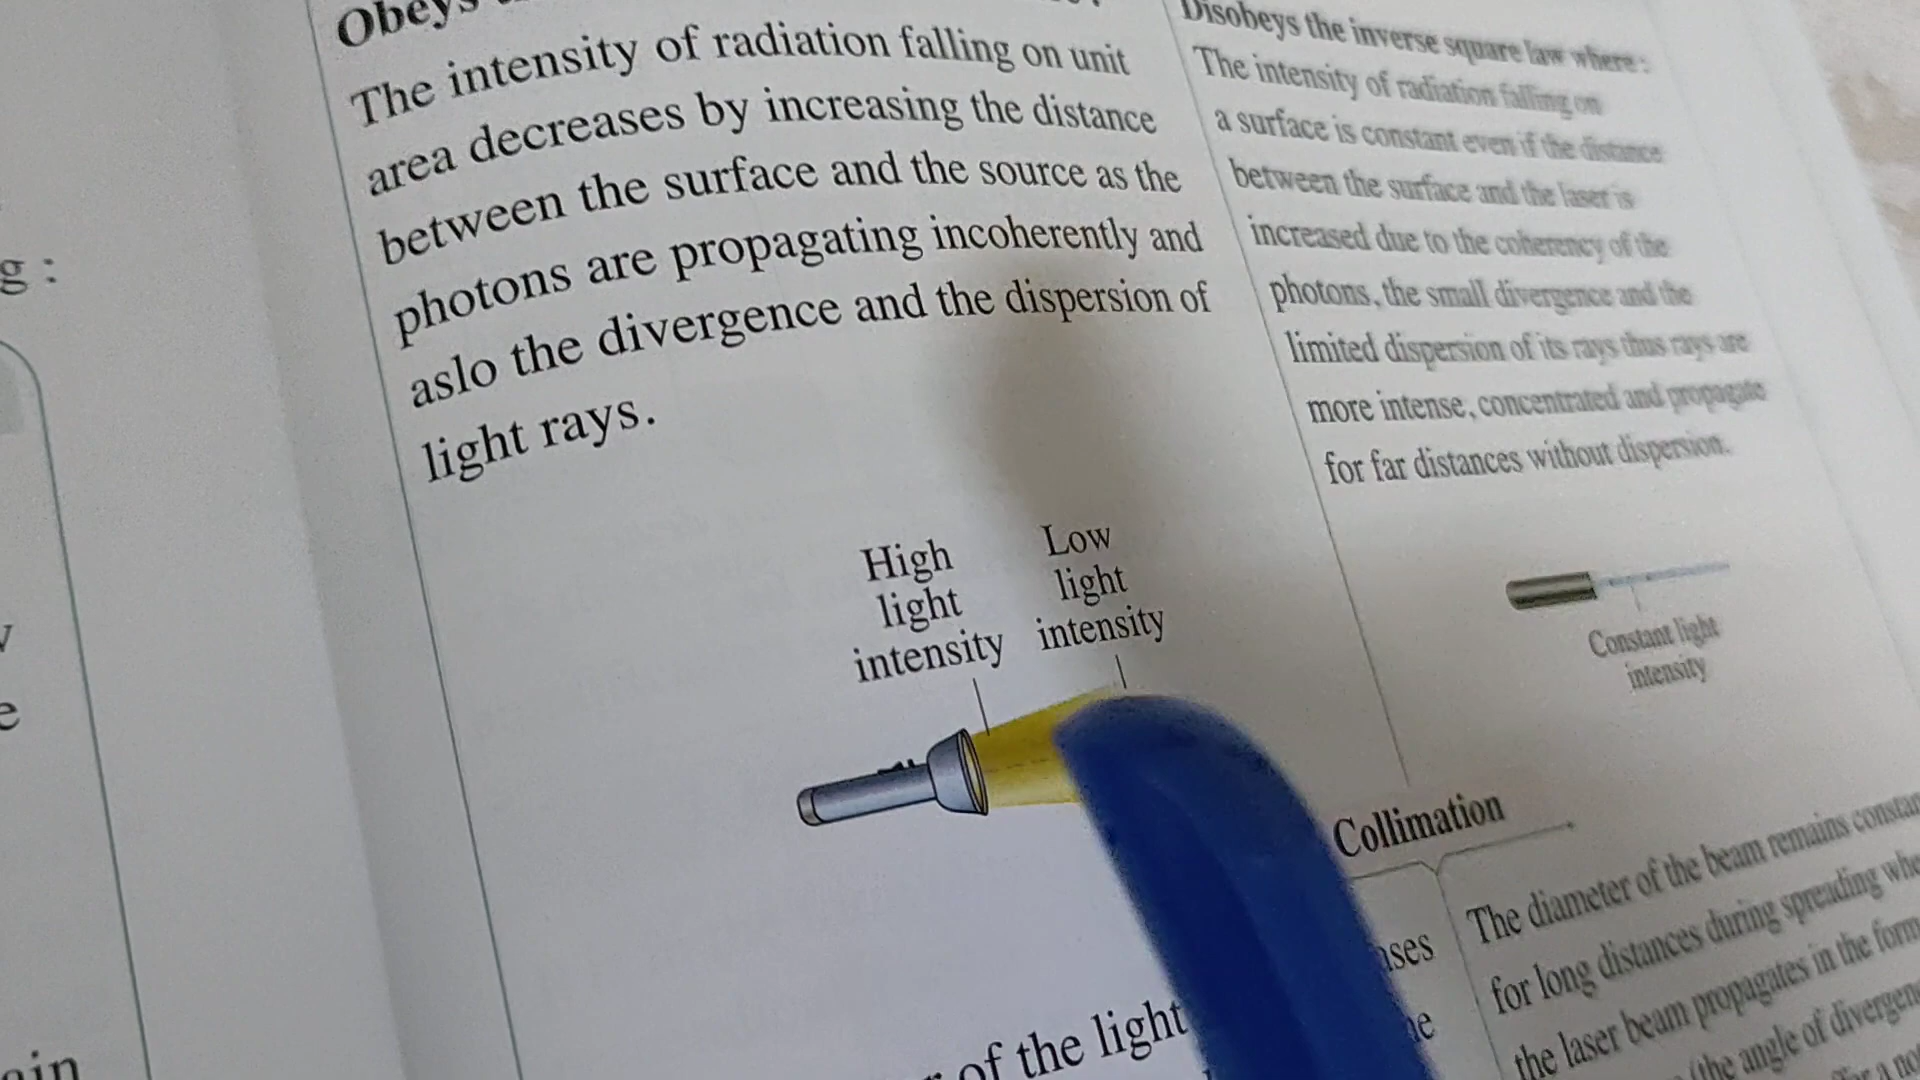 g :
ain
Obeys
The intensity of radiation falling on unit
area decreases by increasing the distance
between the surface and the source as the
photons are propagating incoherently and
aslo the divergence and the dispersion of
light rays.
High
light
intensity
Low
light
intensity
of the light
Disobeys the inverse square law where :
The intensity of radiation falling on
a surface is constant even if the distance
between the surface and the laser is
increased due to the coherency of the
photons, the small divergence and the
limited dispersion of its rays thus rays are
more intense, concentrated and propagate
for far distances without dispersion.
Constant light
intensity
Collimation
The diameter of the beam remains constan
for long distances during spreading whe
the laser beam propagates in the form
(the angle of divergenc